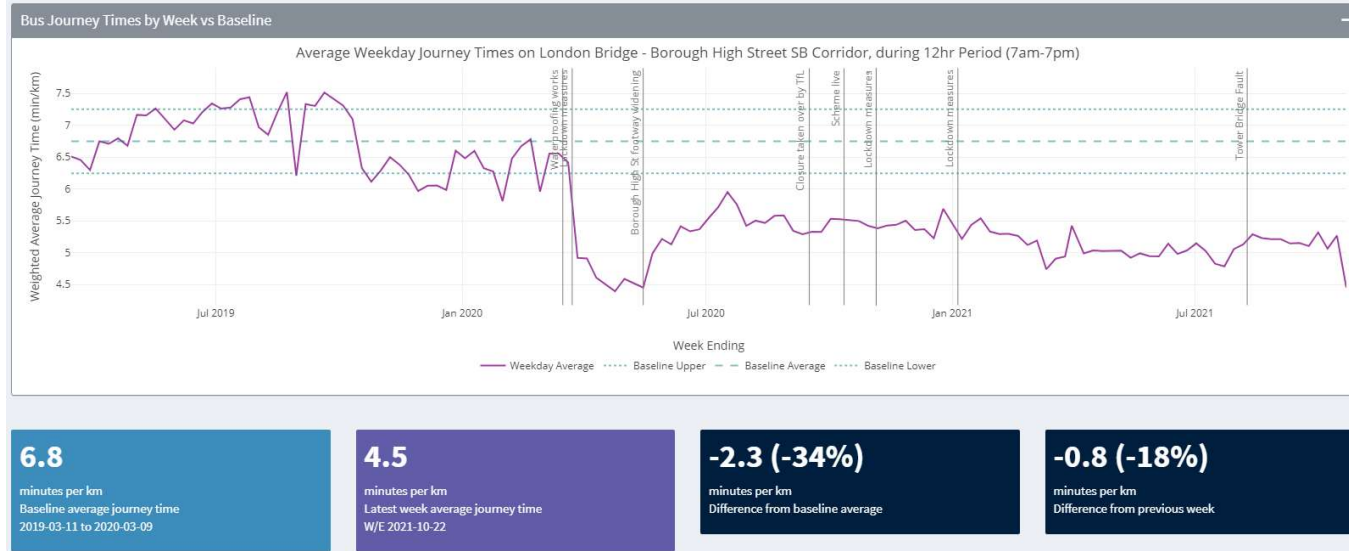 Bus Journey Times by Week vs Baseline
Average Weekday Journey Times on London Bridge - Borough High Street SB Corridor, during 12hr Period (7am-7pm)
Weighted Average Journey Time (min/km)
7.5
7
6.5
6
5.5
5
4.5
Waterproofing works
Lockdown measures
Borough High St footway widening
Closure taken over by TfL
Scheme live
Lockdown measures
Lockdown measures
Tower Bridge Fault
Jul 2019
Jan 2020
Jul 2020
Jan 2021
Jul 2021
Week Ending
Weekday Average
Baseline Upper
Baseline Average
Baseline Lower
6.8
minutes per km
Baseline average journey time
2019-03-11 to 2020-03-09
4.5
minutes per km
Latest week average journey time
W/E 2021-10-22
-2.3 (-34%)
minutes per km
Difference from baseline average
-0.8 (-18%)
minutes per km
Difference from previous week